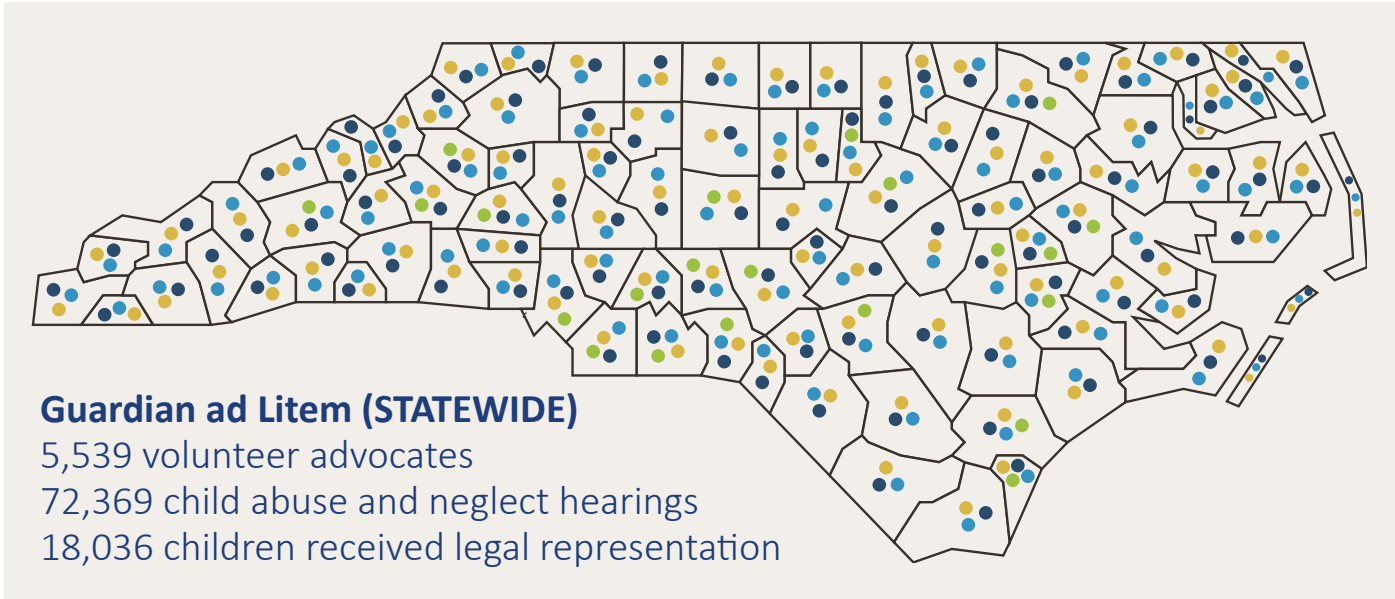 Guardian ad Litem (STATEWIDE)
5,539 volunteer advocates
72,369 child abuse and neglect hearings
18,036 children received legal representation